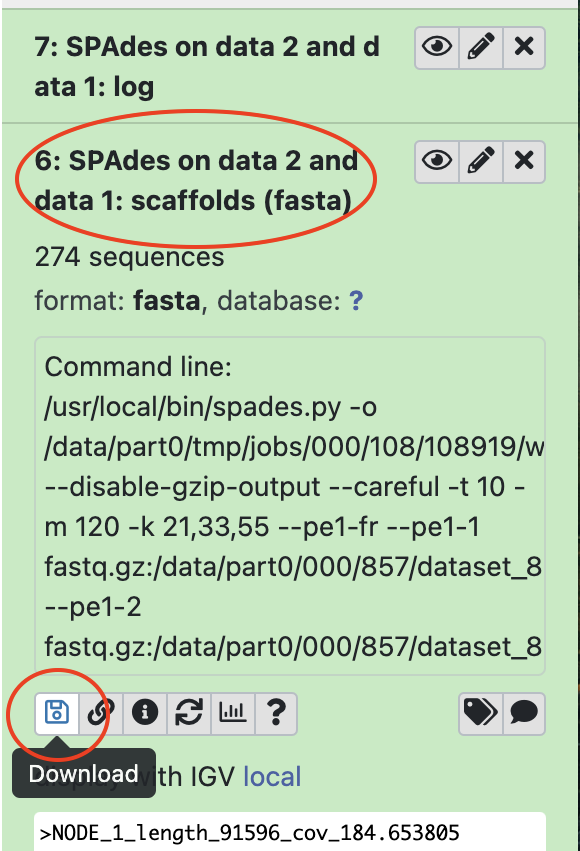 7: SPAdes on data 2 and d
ata 1: log
6: SPAdes on data 2 and
data 1: scaffolds (fasta)
274 sequences
format: fasta, database: ?
Command line:
/usr/local/bin/spades.py -o
/data/part0/tmp/jobs/000/108/108919/w
--disable-gzip-output --careful -t 10 -
m 120 -k 21,33,55 --pe1-fr --pe1-1
fastq.gz:/data/part0/000/857/dataset_8
--pe1-2
fastq.gz:/data/part0/000/857/dataset_8
?
Download
with IGV local
>NODE_1_length_91596_cov_184.653805